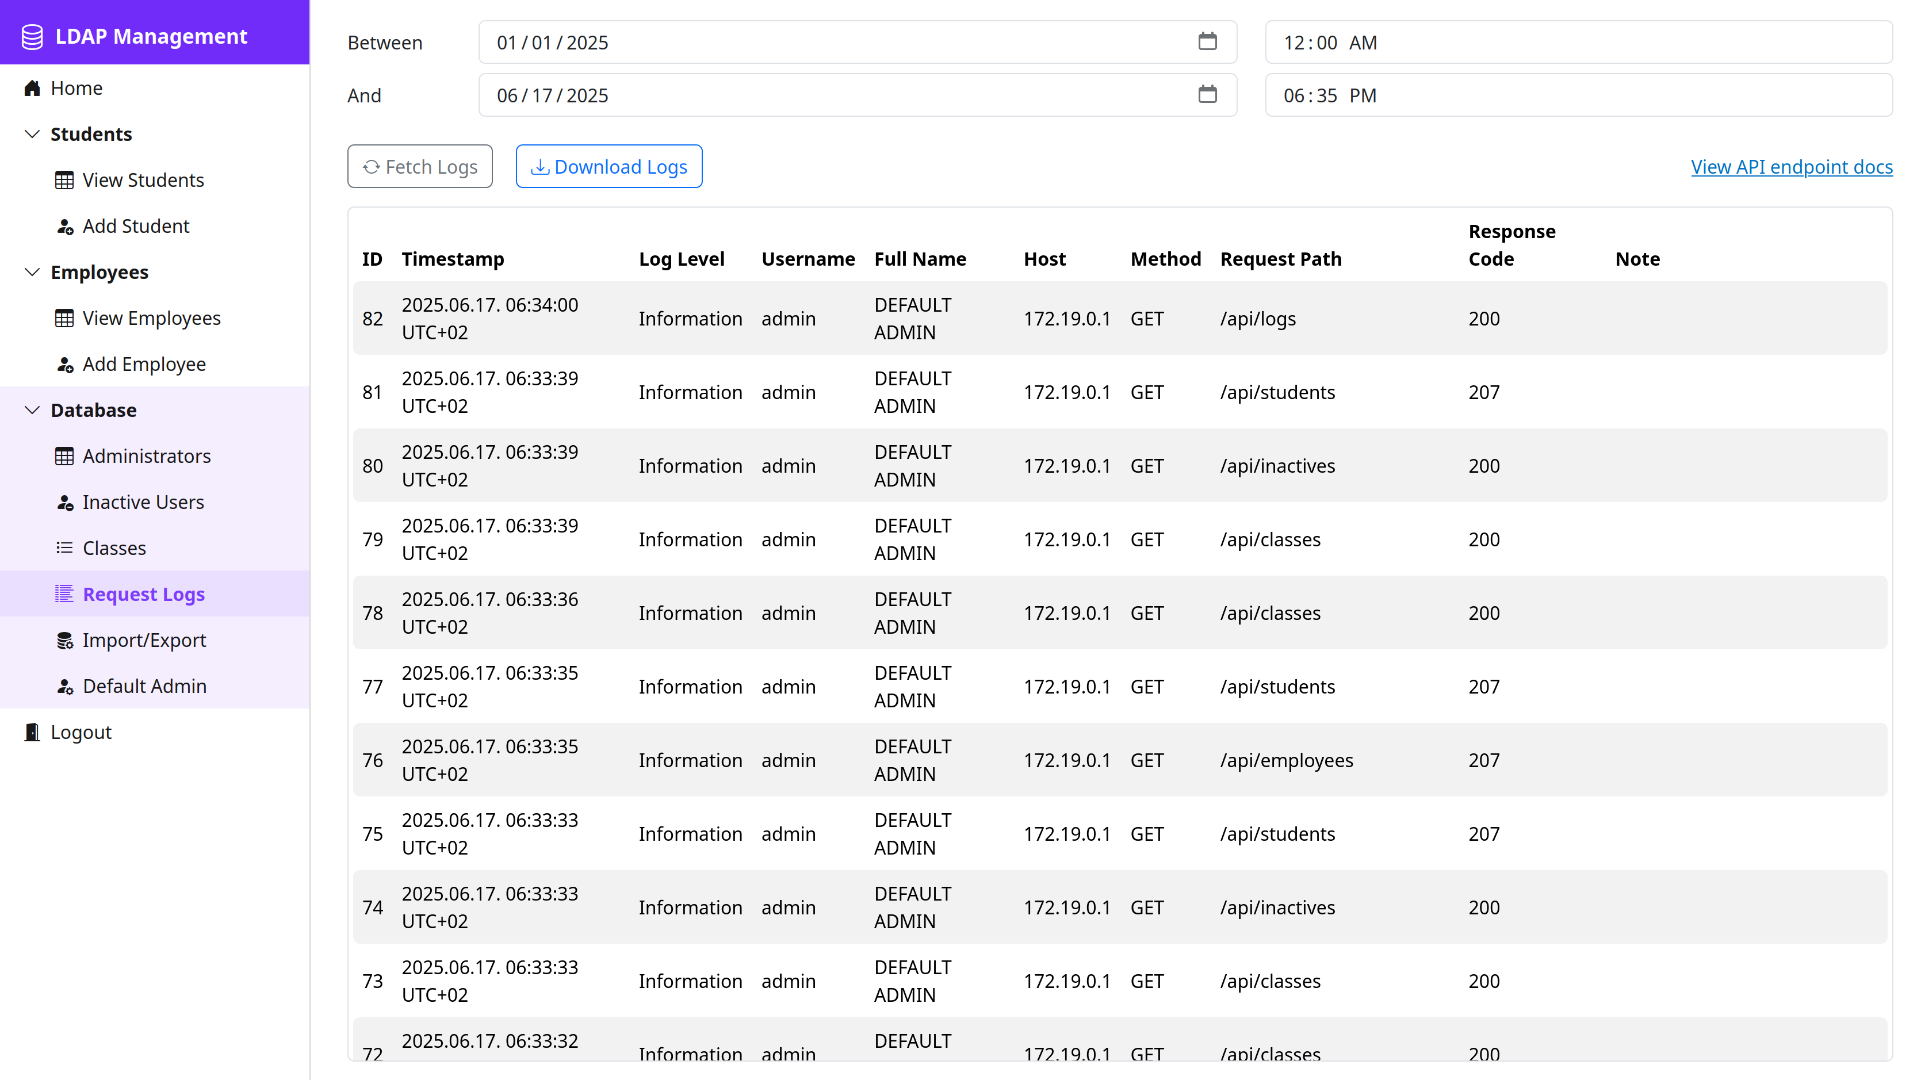 LDAP Management
Home
Students
View Students
Add Student
Employees
View Employees
Add Employee
Database
Administrators
Inactive Users
Classes
Request Logs
Import/Export
Default Admin
Logout
Between 01/01/2025 12:00 AM
And 06/17/2025 06:35 PM
Fetch Logs Download Logs View API endpoint docs
ID Timestamp Log Level Username Full Name Host Method Request Path Response Code Note
82 2025.06.17. 06:34:00 UTC+02 Information admin DEFAULT ADMIN 172.19.0.1 GET /api/logs 200
81 2025.06.17. 06:33:39 UTC+02 Information admin DEFAULT ADMIN 172.19.0.1 GET /api/students 207
80 2025.06.17. 06:33:39 UTC+02 Information admin DEFAULT ADMIN 172.19.0.1 GET /api/inactives 200
79 2025.06.17. 06:33:39 UTC+02 Information admin DEFAULT ADMIN 172.19.0.1 GET /api/classes 200
78 2025.06.17. 06:33:36 UTC+02 Information admin DEFAULT ADMIN 172.19.0.1 GET /api/classes 200
77 2025.06.17. 06:33:35 UTC+02 Information admin DEFAULT ADMIN 172.19.0.1 GET /api/students 207
76 2025.06.17. 06:33:35 UTC+02 Information admin DEFAULT ADMIN 172.19.0.1 GET /api/employees 207
75 2025.06.17. 06:33:33 UTC+02 Information admin DEFAULT ADMIN 172.19.0.1 GET /api/students 207
74 2025.06.17. 06:33:33 UTC+02 Information admin DEFAULT ADMIN 172.19.0.1 GET /api/inactives 200
73 2025.06.17. 06:33:33 UTC+02 Information admin DEFAULT ADMIN 172.19.0.1 GET /api/classes 200
72 2025.06.17. 06:33:32 Information admin DEFAULT 172.19.0.1 GET /api/classes 200